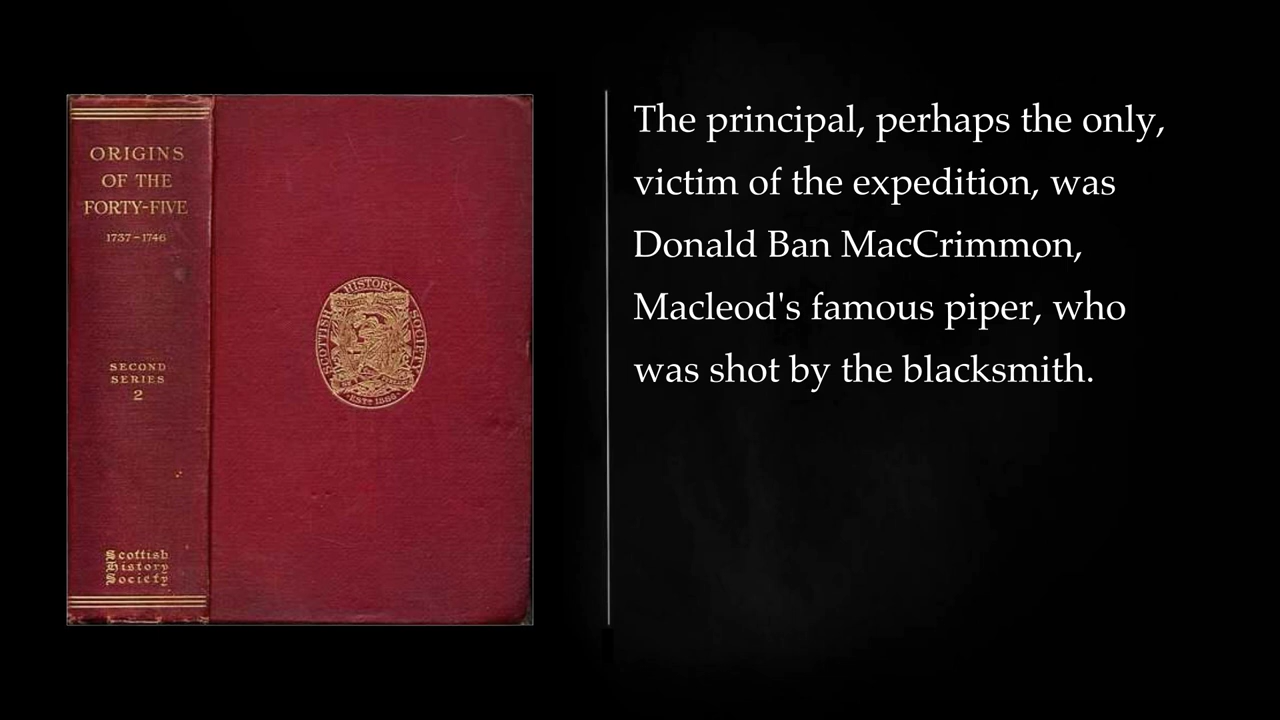 ORIGINS
OF THE
FORTY-FIVE
1737-1746
SECOND
SERIES
2
Scottish
History
Society
SCOTTISH HISTORY SOCIETY
·ESTD 1886·
The principal, perhaps the only,
victim of the expedition, was
Donald Ban MacCrimmon,
Macleod's famous piper, who
was shot by the blacksmith.